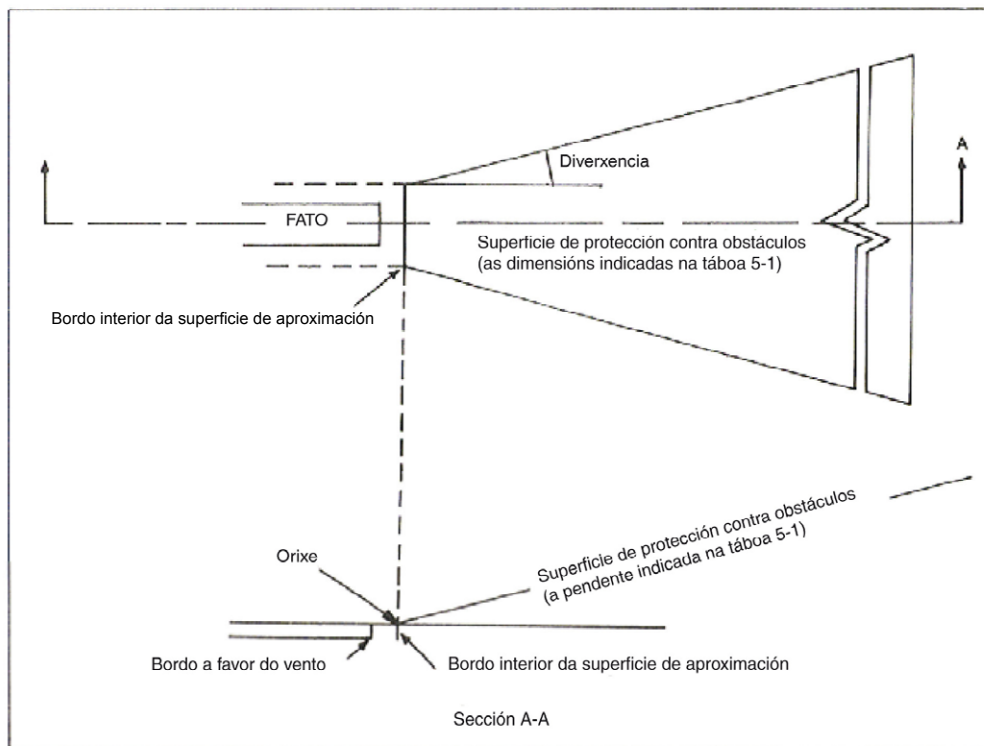 A
Diverxencia
FATO
Superficie de protección contra obstáculos
(as dimensións indicadas na táboa 5-1)
Bordo interior da superficie de aproximación
Superficie de protección contra obstáculos
(a pendente indicada na táboa 5-1)
Orixe
Bordo a favor do vento
Bordo interior da superficie de aproximación
Sección A-A